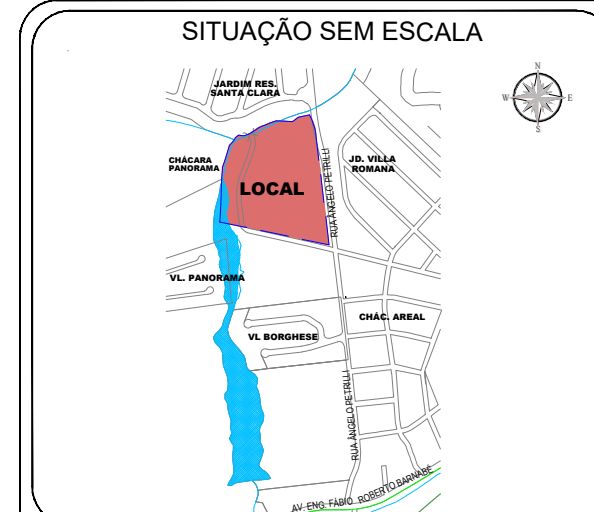 SITUAÇÃO SEM ESCALA
N
W
E
S
JARDIM RES.
SANTA CLARA
CHÁCARA
PANORAMA
JD. VILLA
ROMANA
LOCAL
RUA ÂNGELO PETRILLI
VL. PANORAMA
CHÁC. AREAL
VL BORGHESE
RUA ÂNGELO PETRILLI
AV. ENG. FÁBIO ROBERTO BARNABÉ